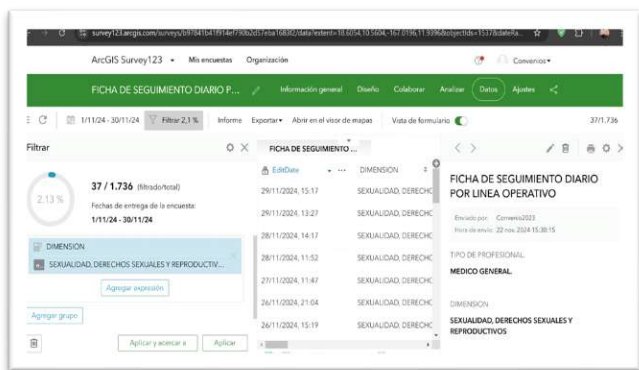 survey123.arcgis.com/surveys/b97841b41f914ef790b2d57eba1683f2/data?extent=18.6054,10.5604,-167.0196,11.9396&objectIds=1537&dateRa...
ArcGIS Survey123 Mis encuestas Organización Convenios
FICHA DE SEGUIMIENTO DIARIO P... Información general Diseño Colaborar Analizar Datos Ajustes
1/11/24 - 30/11/24 Filtrar 2,1 % Informe Exportar Abrir en el visor de mapas Vista de formulario 37/1.736
Filtrar
2.13 %
37 / 1.736 (filtrado/total)
Fechas de entrega de la encuesta:
1/11/24 - 30/11/24
DIMENSION
SEXUALIDAD, DERECHOS SEXUALES Y REPRODUCTIV...
Agregar expresión
Agregar grupo
Aplicar y acercar a Aplicar
FICHA DE SEGUIMIENTO ...
EditDate ... DIMENSION
29/11/2024, 15:17 SEXUALIDAD, DERECHO
29/11/2024, 13:27 SEXUALIDAD, DERECHO
28/11/2024, 14:17 SEXUALIDAD, DERECHO
28/11/2024, 11:52 SEXUALIDAD, DERECHO
27/11/2024, 11:47 SEXUALIDAD, DERECHO
26/11/2024, 21:04 SEXUALIDAD, DERECHO
26/11/2024, 15:19 SEXUALIDAD, DERECHO
FICHA DE SEGUIMIENTO DIARIO
POR LINEA OPERATIVO
Enviado por: Convenio2023
Hora de envío: 22 nov. 2024 15:38:15
TIPO DE PROFESIONAL.
MEDICO GENERAL.
DIMENSION
SEXUALIDAD, DERECHOS SEXUALES Y
REPRODUCTIVOS